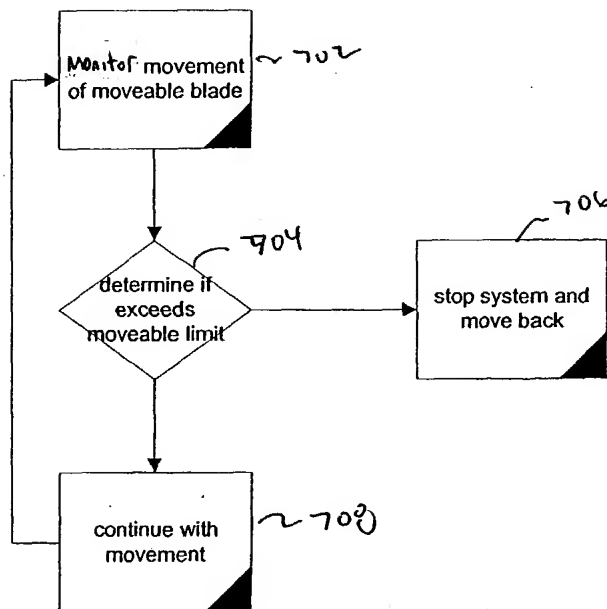 Monitor movement
of moveable blade
702
704
determine if
exceeds
moveable limit
706
stop system and
move back
continue with
movement
708